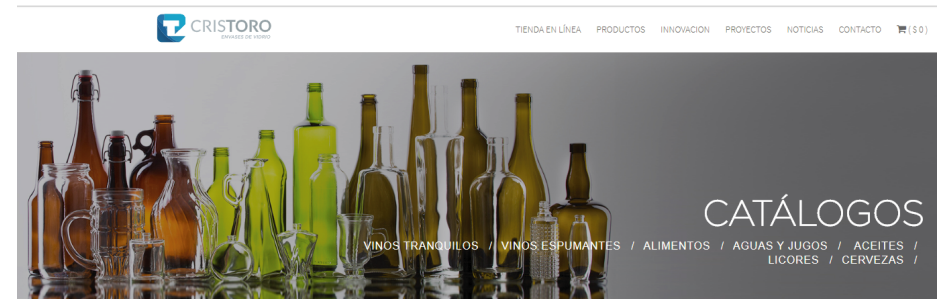 CRISTORO
ENVASES DE VIDRIO
TIENDA EN LÍNEA PRODUCTOS INNOVACION PROYECTOS NOTICIAS CONTACTO ($0)
CATÁLOGOS
VINOS TRANQUILOS / VINOS ESPUMANTES / ALIMENTOS / AGUAS Y JUGOS / ACEITES /
LICORES / CERVEZAS /